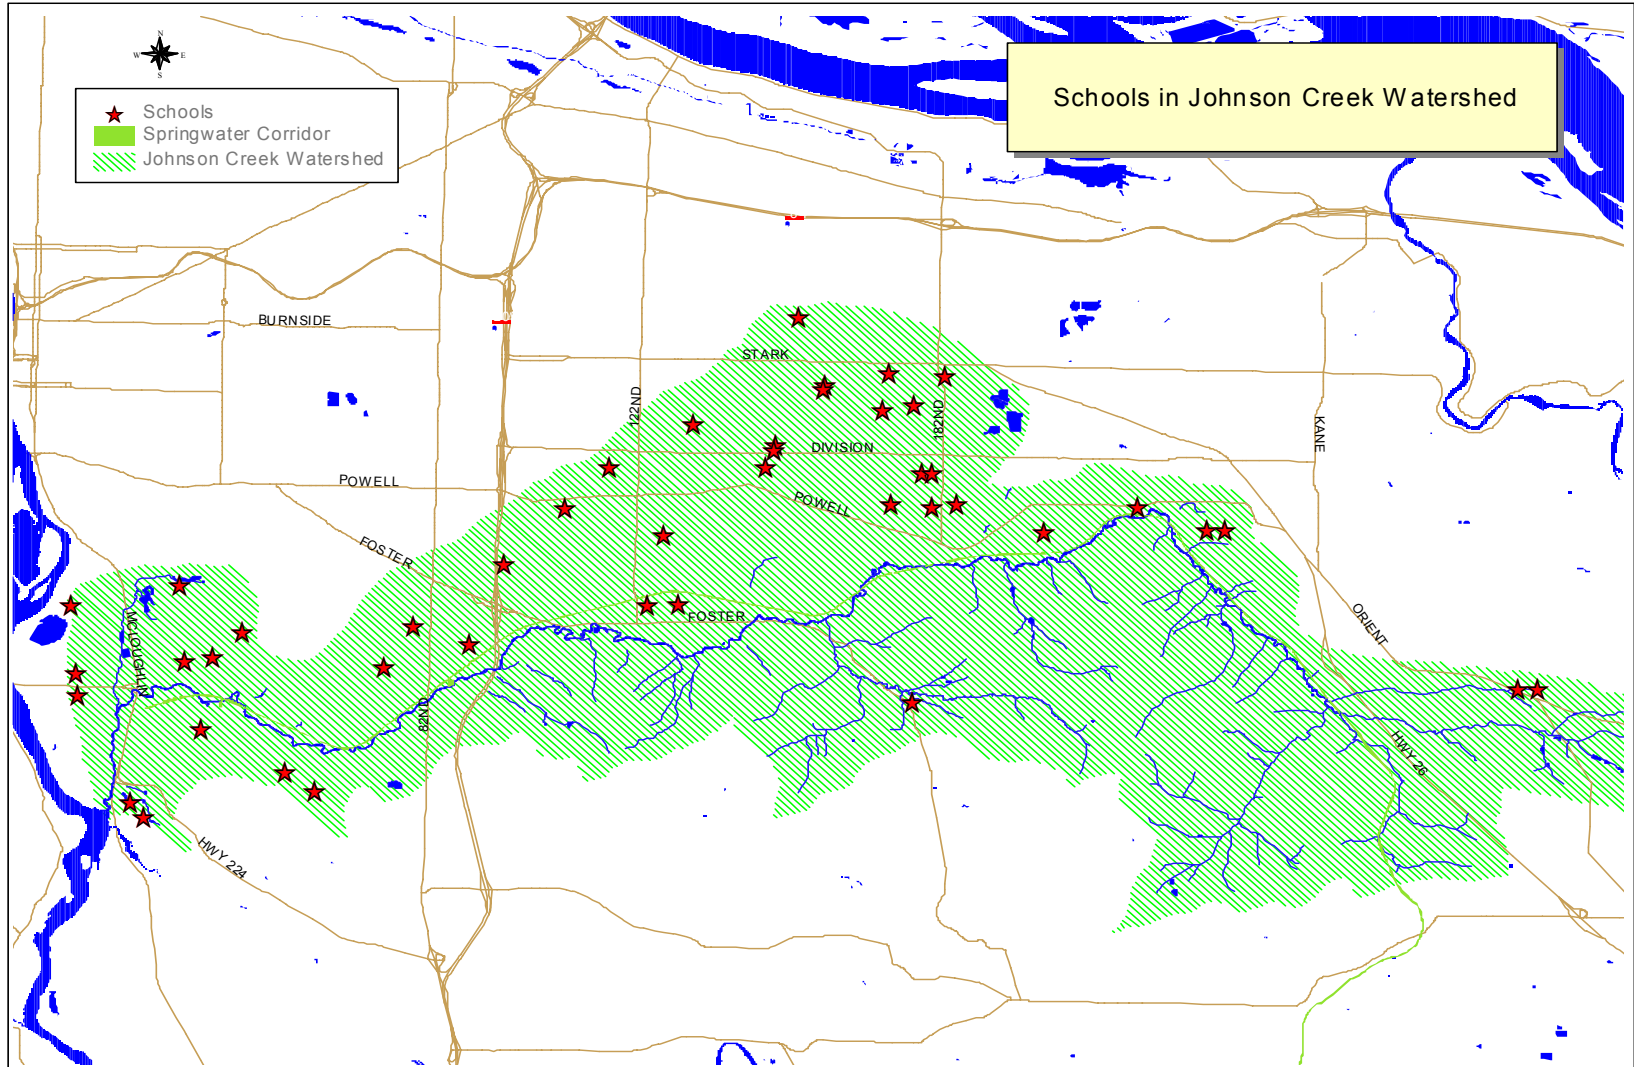 N
W E
S
Schools in Johnson Creek Watershed
Schools
Springwater Corridor
Johnson Creek Watershed
BURNSIDE
STARK
122ND
182ND
KANE
DIVISION
POWELL
POWELL
FOSTER
FOSTER
MCLOUGHLIN
ORIENT
82ND
HWY 26
HWY 224